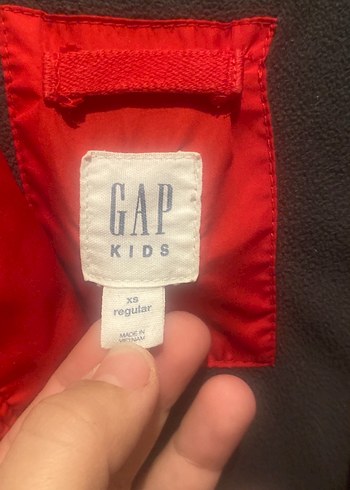 GAP
KIDS
xs
regular
MADE IN
VIETNAM